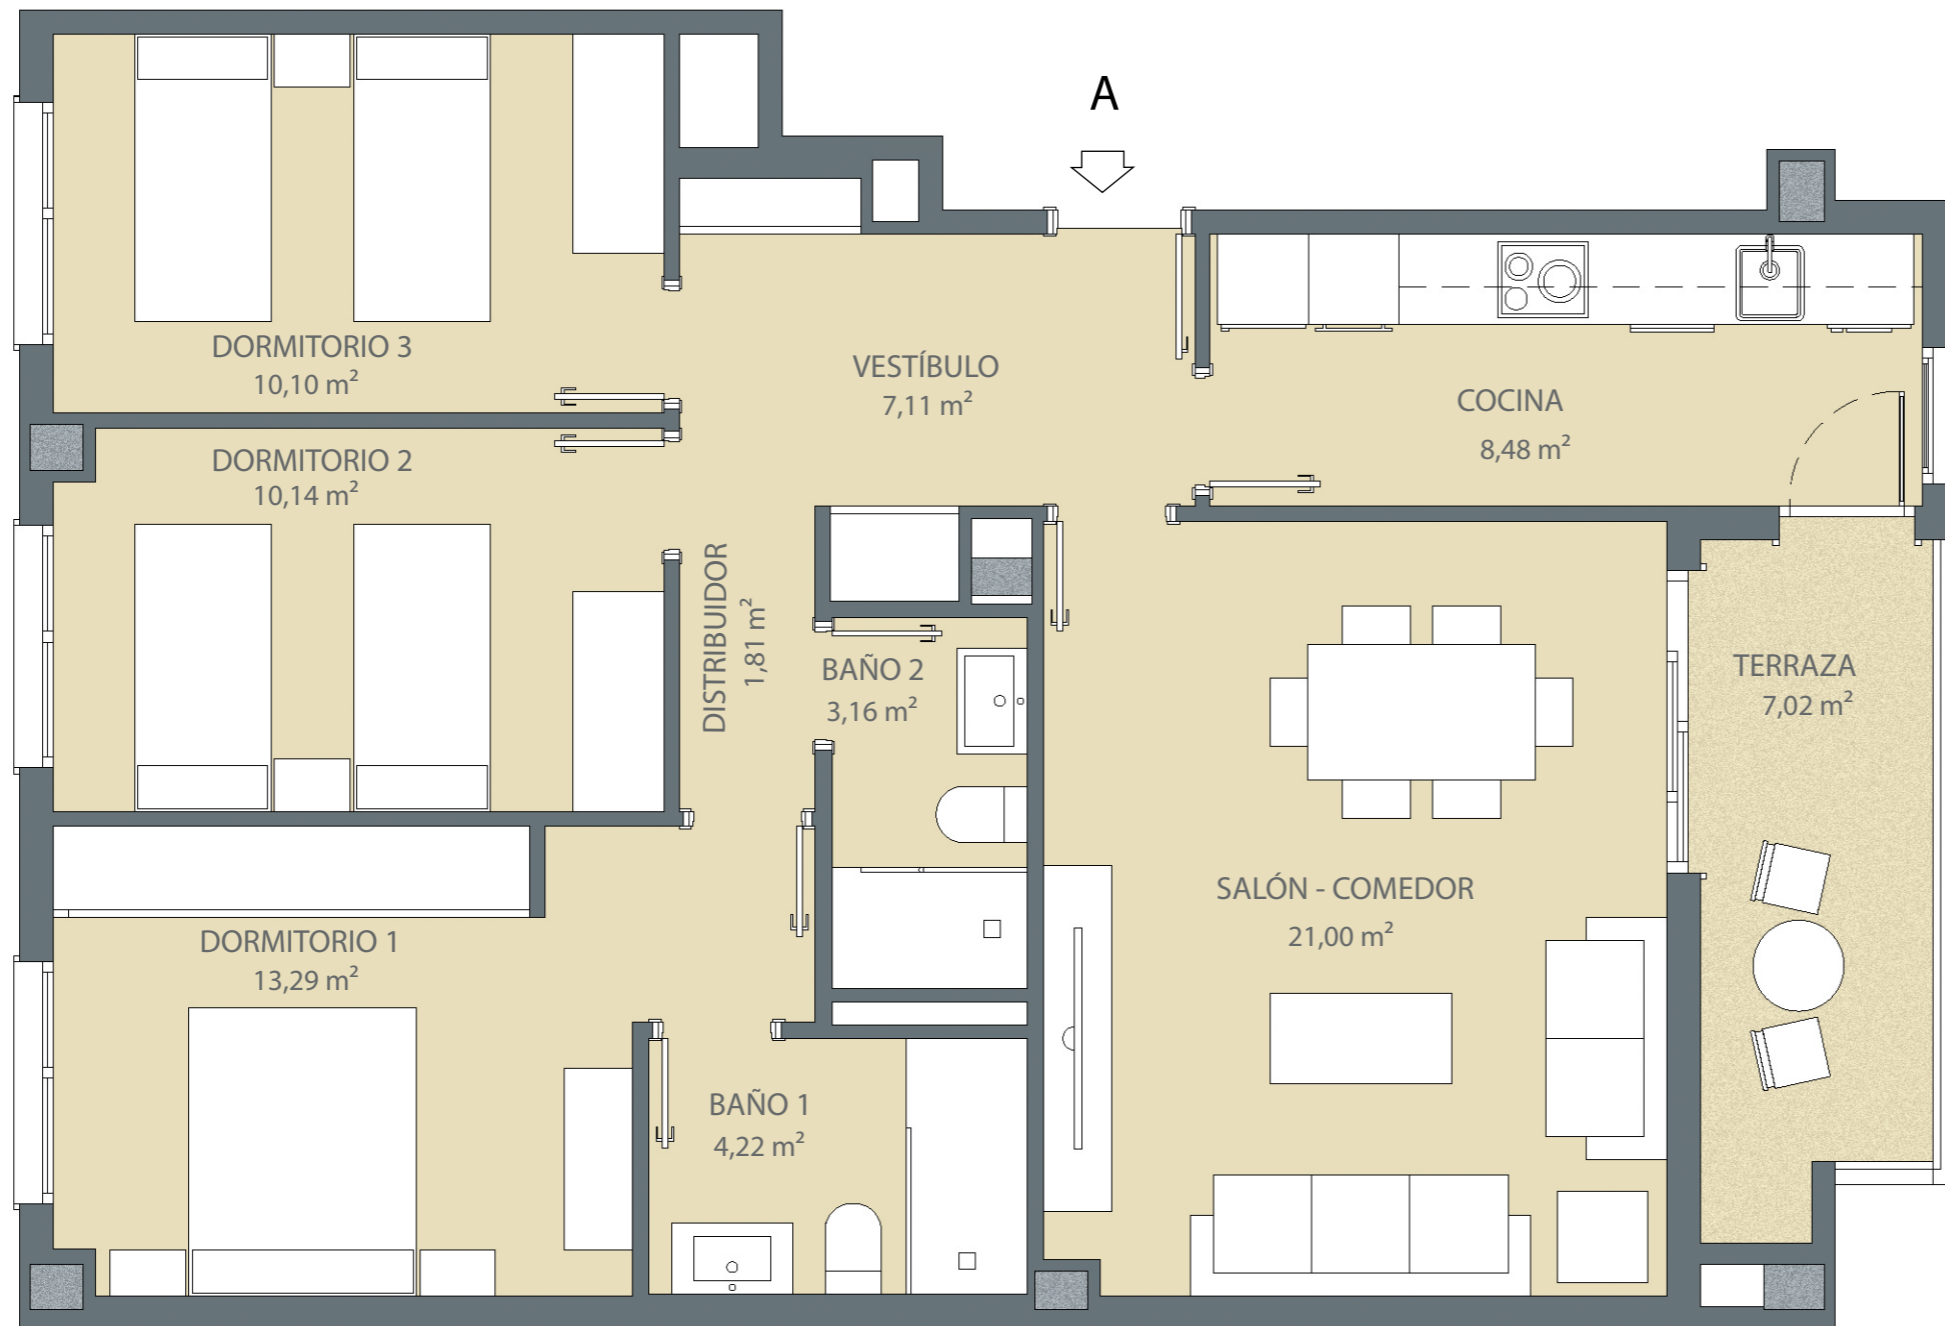 A
DORMITORIO 3
10,10 m²
VESTÍBULO
7,11 m²
COCINA
8,48 m²
DORMITORIO 2
10,14 m²
DISTRIBUIDOR
1,81 m²
BAÑO 2
3,16 m²
TERRAZA
7,02 m²
SALÓN - COMEDOR
21,00 m²
DORMITORIO 1
13,29 m²
BAÑO 1
4,22 m²